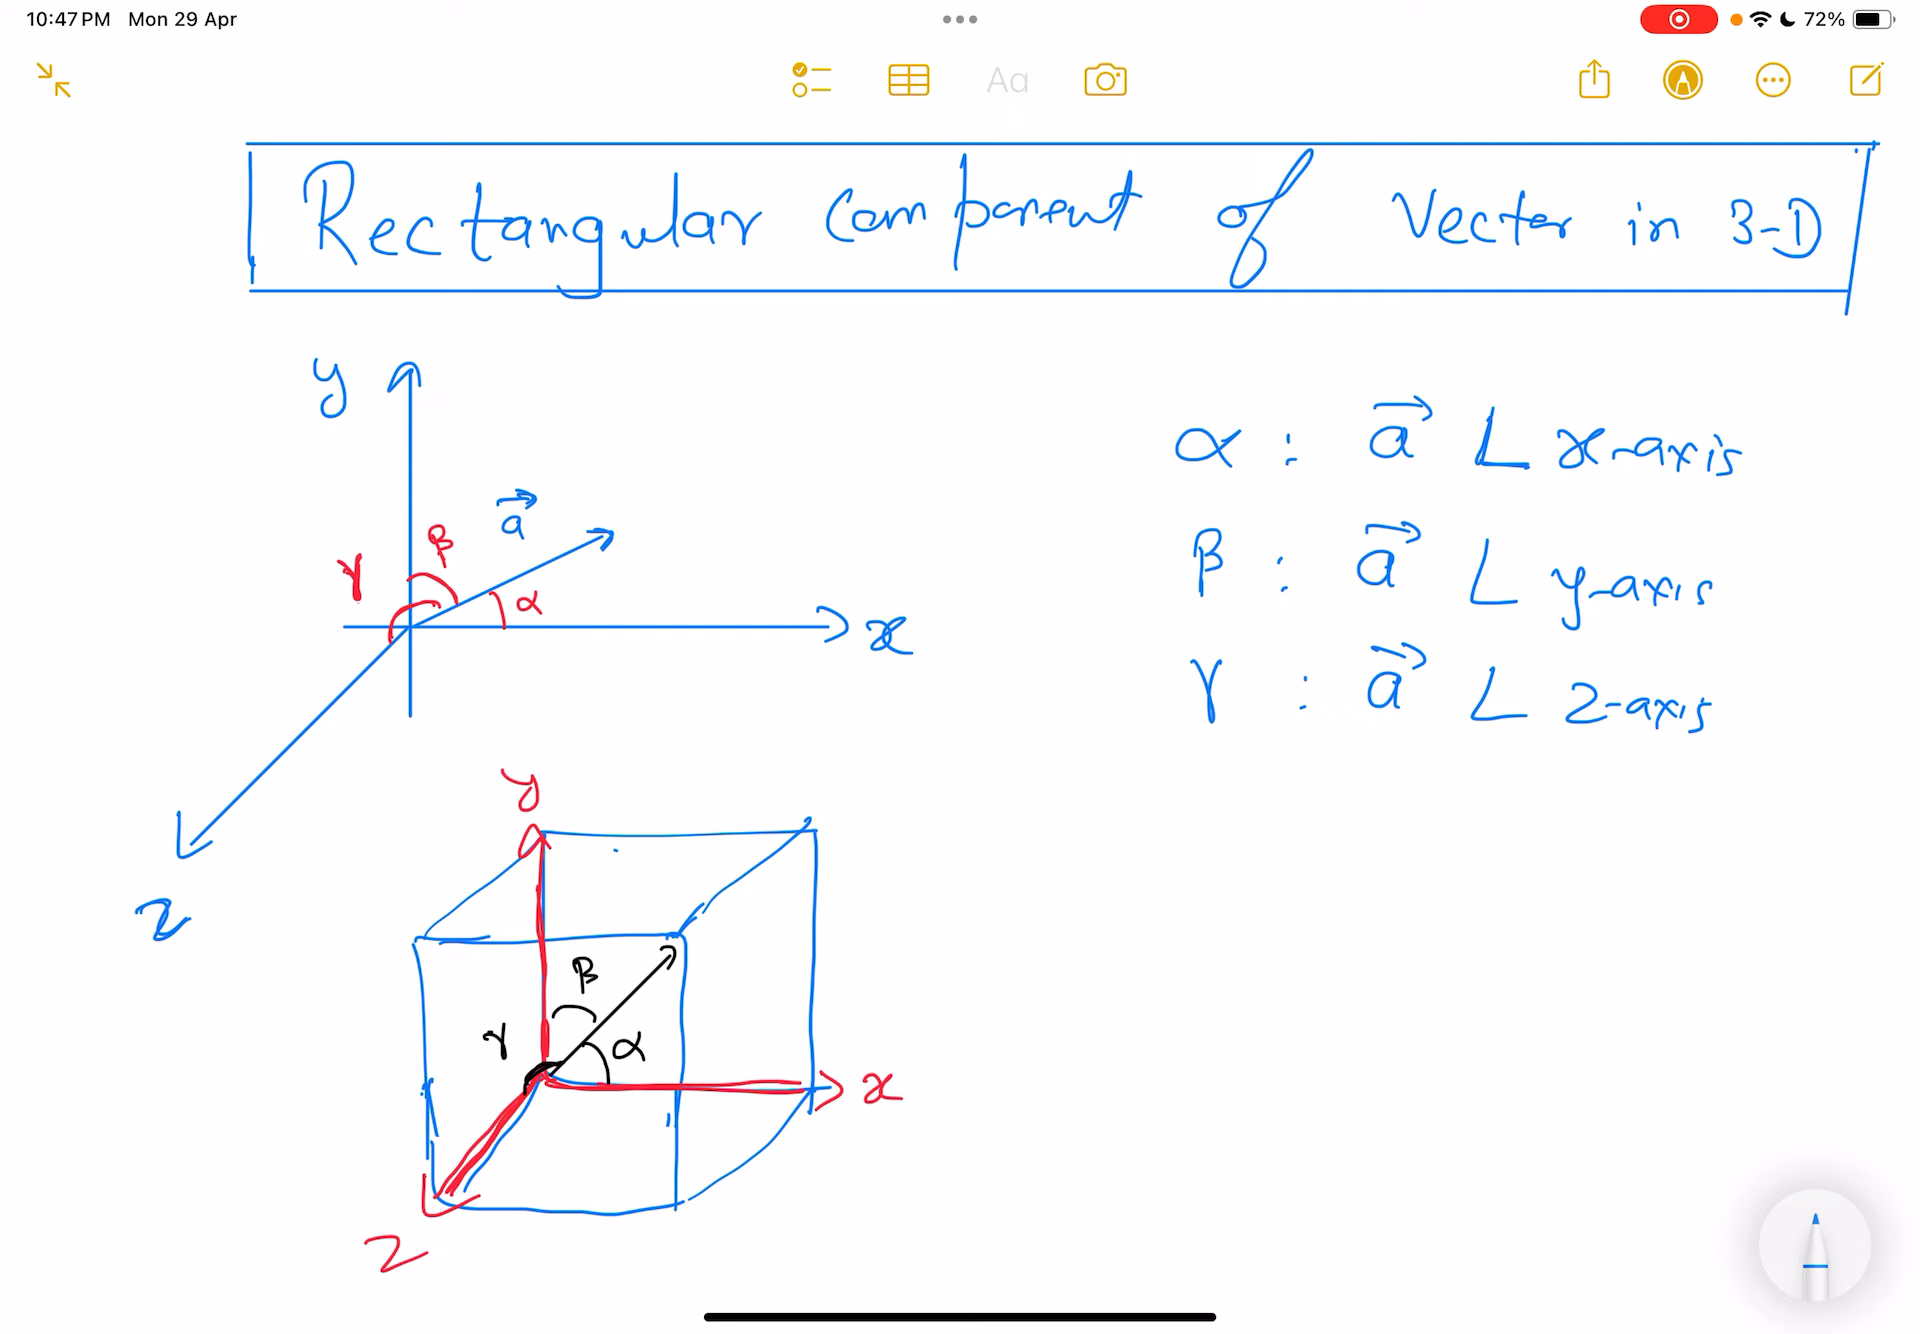 10:47 PM Mon 29 Apr
72%
Aa
Rectangular component of Vector in 3-D
y
a⃗
β
γ
α
x
z
α : a⃗ ∟ x-axis
β : a⃗ ∟ y-axis
γ : a⃗ ∟ z-axis
y
β
γ
α
x
z